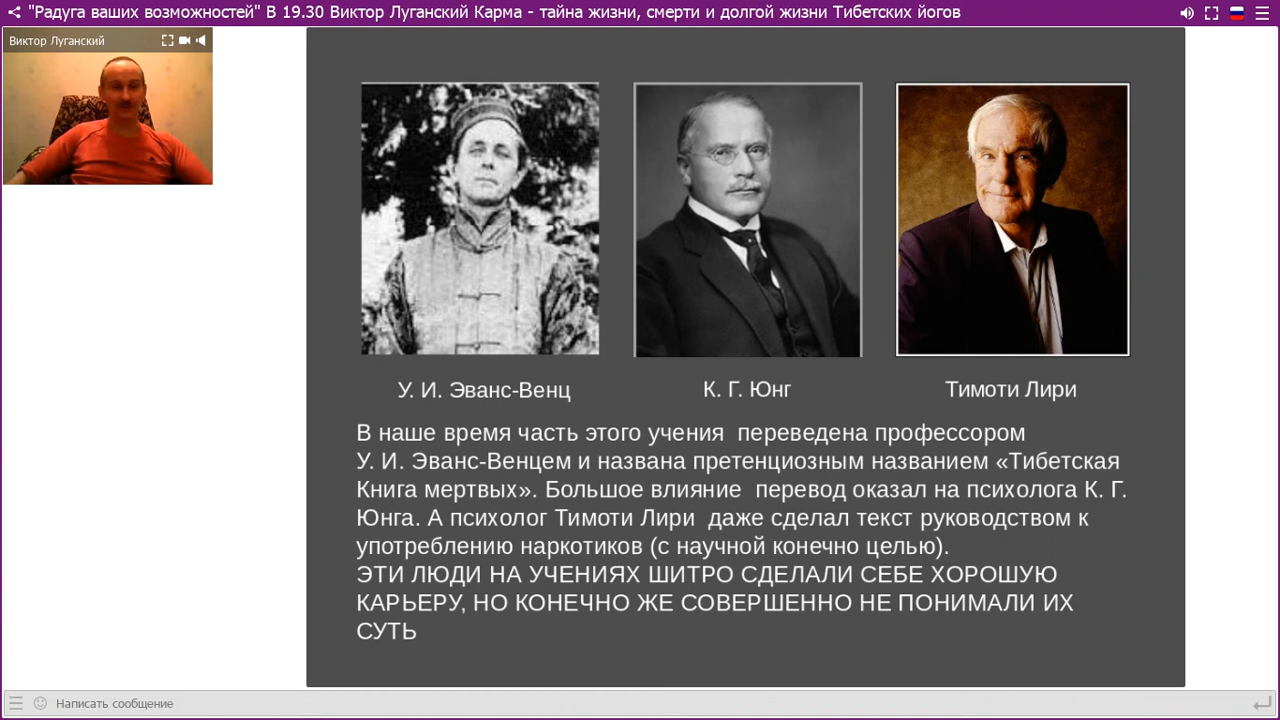 "Радуга ваших возможностей" В 19.30 Виктор Луганский Карма - тайна жизни, смерти и долгой жизни Тибетских йогов
Виктор Луганский
У. И. Эванс-Венц
К. Г. Юнг
Тимоти Лири
В наше время часть этого учения  переведена профессором
У. И. Эванс-Венцем и названа претенциозным названием «Тибетская
Книга мертвых». Большое влияние  перевод оказал на психолога К. Г.
Юнга. А психолог Тимоти Лири  даже сделал текст руководством к
употреблению наркотиков (с научной конечно целью).
ЭТИ ЛЮДИ НА УЧЕНИЯХ ШИТРО СДЕЛАЛИ СЕБЕ ХОРОШУЮ
КАРЬЕРУ, НО КОНЕЧНО ЖЕ СОВЕРШЕННО НЕ ПОНИМАЛИ ИХ
СУТЬ
Написать сообщение